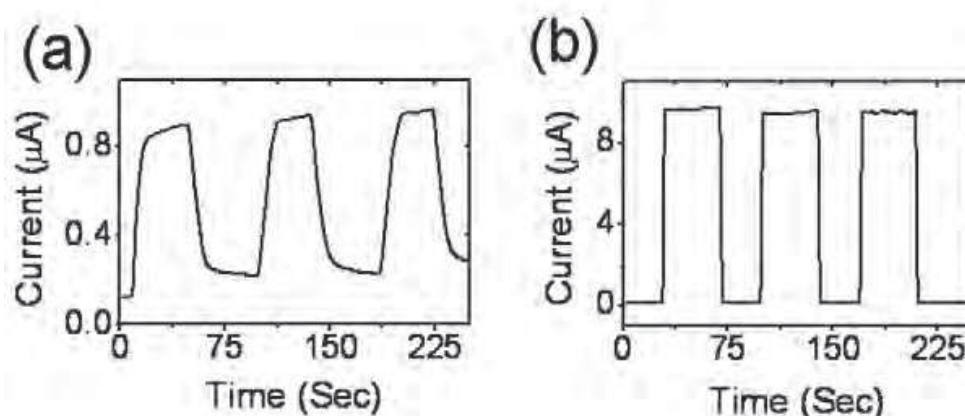 (a)
Current (μA)
0.8
0.4
0.0
0 75 150 225
Time (Sec)
(b)
Current (μA)
8
4
0
0 75 150 225
Time (Sec)